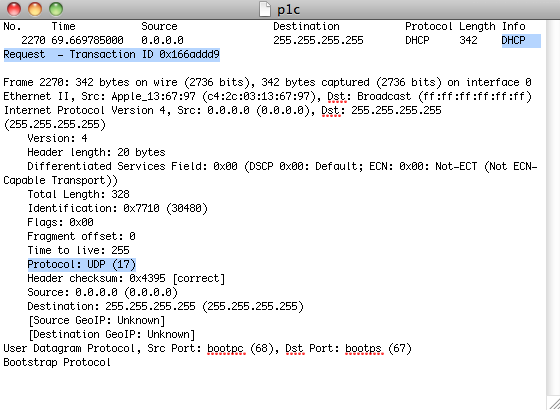 p1c
No. Time Source Destination Protocol Length Info
2270 69.669785000 0.0.0.0 255.255.255.255 DHCP 342 DHCP
Request - Transaction ID 0x166addd9
Frame 2270: 342 bytes on wire (2736 bits), 342 bytes captured (2736 bits) on interface 0
Ethernet II, Src: Apple_13:67:97 (c4:2c:03:13:67:97), Dst: Broadcast (ff:ff:ff:ff:ff:ff)
Internet Protocol Version 4, Src: 0.0.0.0 (0.0.0.0), Dst: 255.255.255.255
(255.255.255.255)
Version: 4
Header length: 20 bytes
Differentiated Services Field: 0x00 (DSCP 0x00: Default; ECN: 0x00: Not-ECT (Not ECN-
Capable Transport))
Total Length: 328
Identification: 0x7710 (30480)
Flags: 0x00
Fragment offset: 0
Time to live: 255
Protocol: UDP (17)
Header checksum: 0x4395 [correct]
Source: 0.0.0.0 (0.0.0.0)
Destination: 255.255.255.255 (255.255.255.255)
[Source GeoIP: Unknown]
[Destination GeoIP: Unknown]
User Datagram Protocol, Src Port: bootpc (68), Dst Port: bootps (67)
Bootstrap Protocol